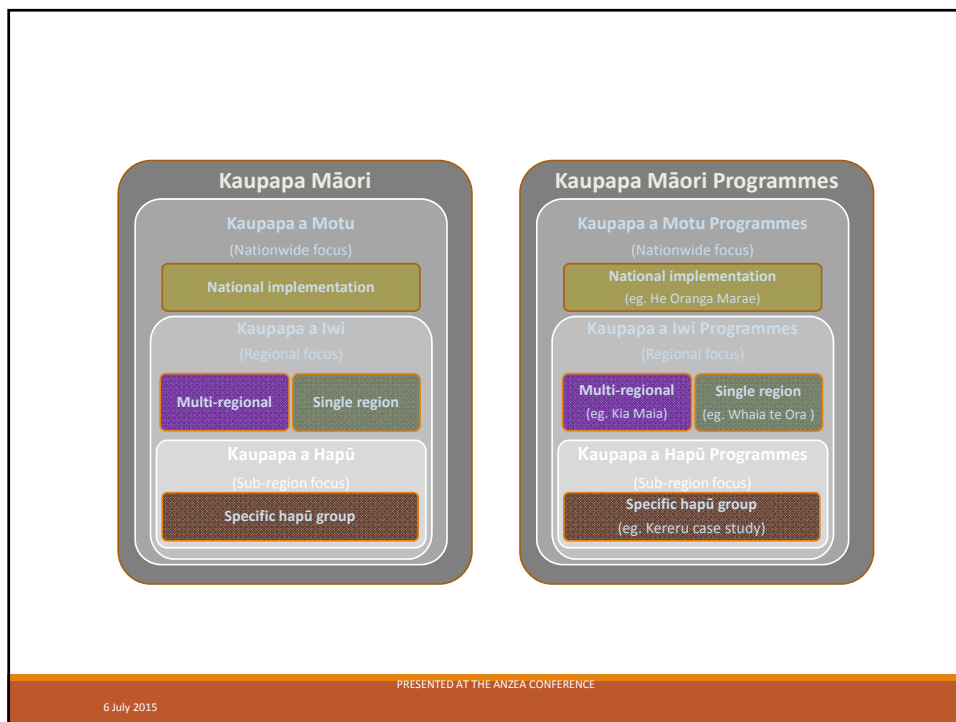 Kaupapa Māori
Kaupapa a Motu
(Nationwide focus)
National implementation
Kaupapa a Iwi
(Regional focus)
Multi-regional
Single region
Kaupapa a Hapū
(Sub-region focus)
Specific hapū group
Kaupapa Māori Programmes
Kaupapa a Motu Programmes
(Nationwide focus)
National implementation
(eg. He Oranga Marae)
Kaupapa a Iwi Programmes
(Regional focus)
Multi-regional
(eg. Kia Maia)
Single region
(eg. Whaia te Ora )
Kaupapa a Hapū Programmes
(Sub-region focus)
Specific hapū group
(eg. Kereru case study)
PRESENTED AT THE ANZEA CONFERENCE
6 July 2015